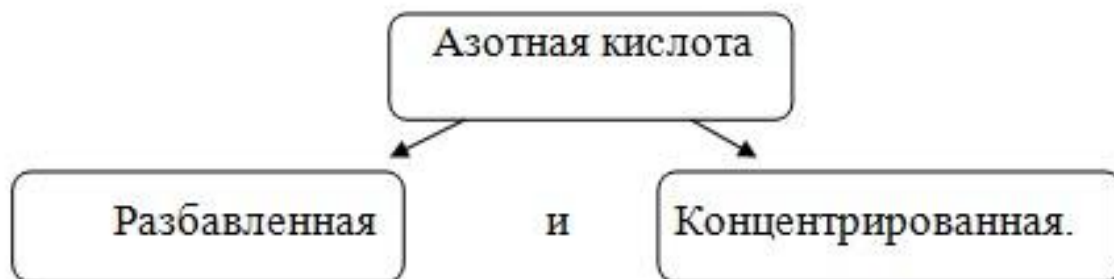 Азотная кислота
Разбавленная и Концентрированная.